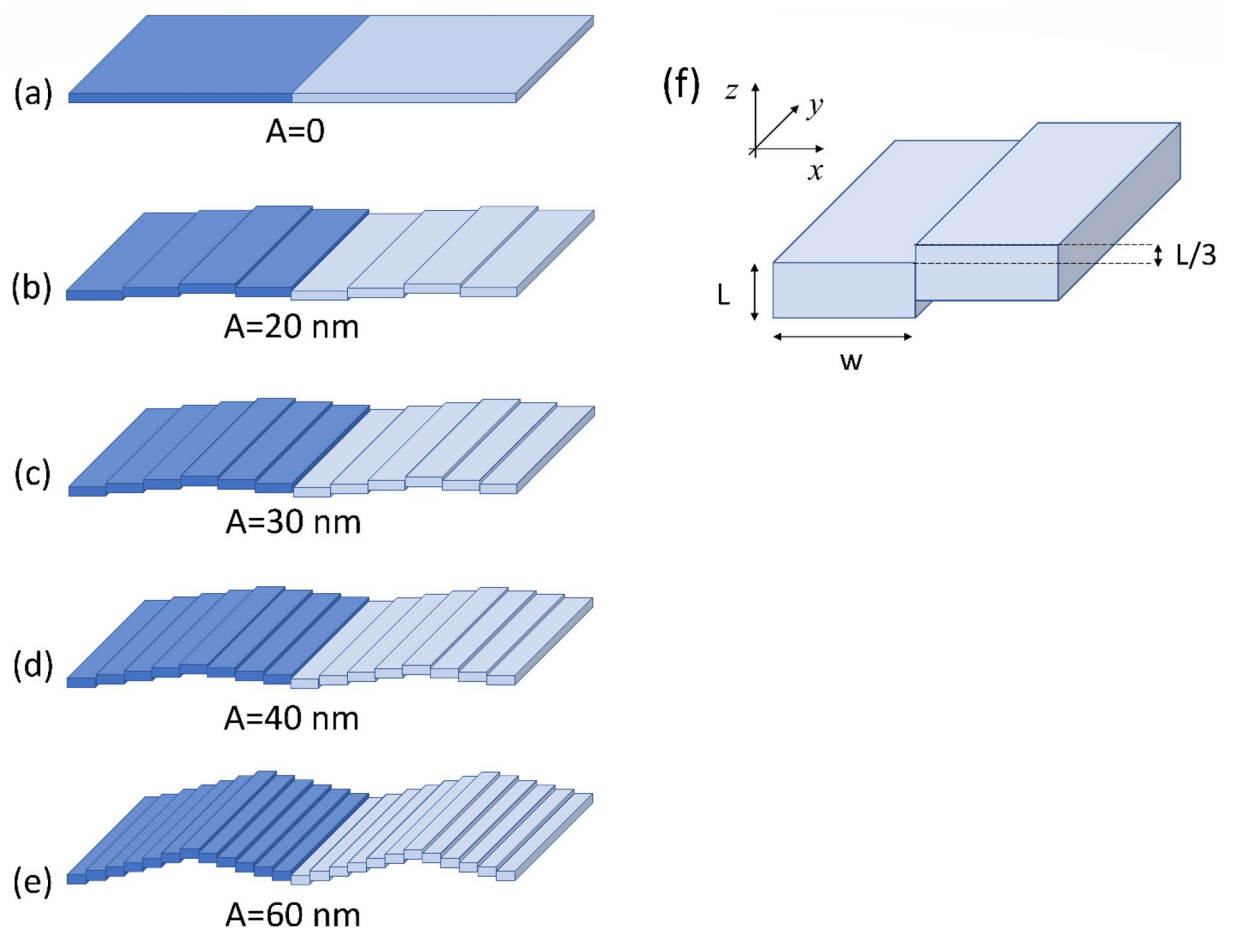 (a)
A=0
(b)
A=20 nm
(c)
A=30 nm
(d)
A=40 nm
(e)
A=60 nm
(f)
z
y
x
L/3
L
w